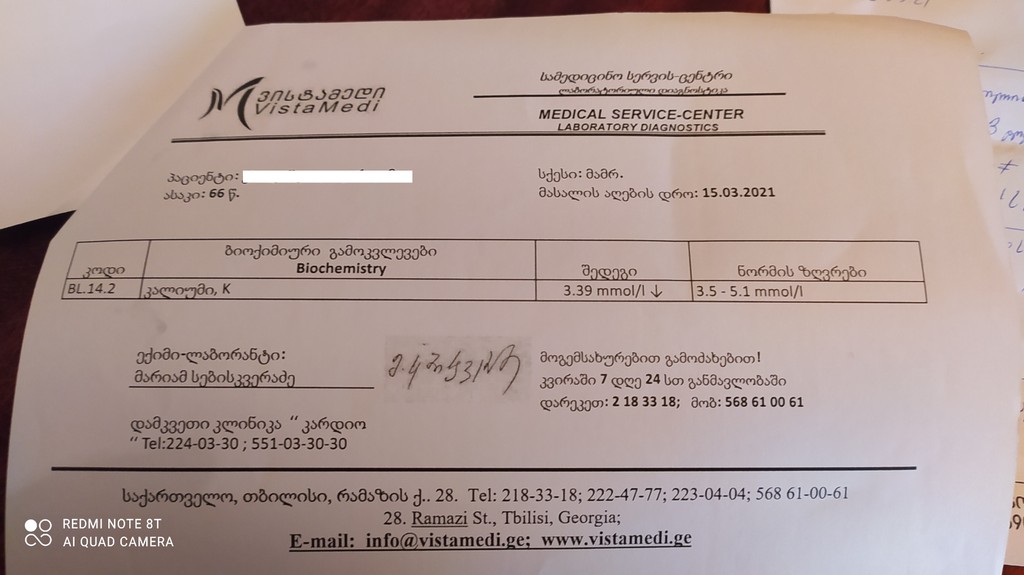 ვისტამედი
VistaMedi
სამედიცინო სერვის-ცენტრი
ლაბორატორიული დიაგნოსტიკა
MEDICAL SERVICE-CENTER
LABORATORY DIAGNOSTICS
პაციენტი:
ასაკი: 66 წ.
სქესი: მამრ.
მასალის აღების დრო: 15.03.2021
კოდი
ბიოქიმიური გამოკვლევები
Biochemistry
შედეგი
ნორმის ზღვრები
BL.14.2 კალიუმი, K 3.39 mmol/l ↓ 3.5 - 5.1 mmol/l
ექიმი-ლაბორანტი:
მარიამ სებისკვერაძე
მოგემსახურებით გამოძახებით!
კვირაში 7 დღე 24 სთ განმავლობაში
დარეკეთ: 2 18 33 18; მობ: 568 61 00 61
დამკვეთი კლინიკა “ კარდიო
“ Tel:224-03-30 ; 551-03-30-30
საქართველო, თბილისი, რამაზის ქ.. 28. Tel: 218-33-18; 222-47-77; 223-04-04; 568 61-00-61
28. Ramazi St., Tbilisi, Georgia;
E-mail: info@vistamedi.ge; www.vistamedi.ge
REDMI NOTE 8T
AI QUAD CAMERA